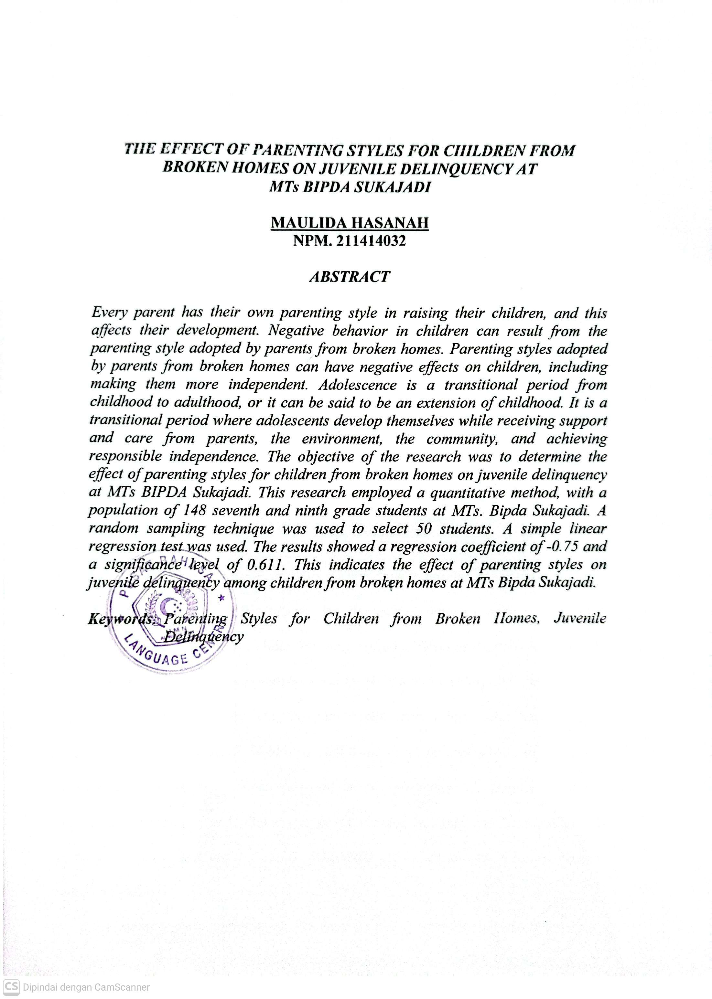 THE EFFECT OF PARENTING STYLES FOR CHILDREN FROM
BROKEN HOMES ON JUVENILE DELINQUENCY AT
MTs BIPDA SUKAJADI
MAULIDA HASANAH
NPM. 211414032
ABSTRACT
Every parent has their own parenting style in raising their children, and this
affects their development. Negative behavior in children can result from the
parenting style adopted by parents from broken homes. Parenting styles adopted
by parents from broken homes can have negative effects on children, including
making them more independent. Adolescence is a transitional period from
childhood to adulthood, or it can be said to be an extension of childhood. It is a
transitional period where adolescents develop themselves while receiving support
and care from parents, the environment, the community, and achieving
responsible independence. The objective of the research was to determine the
effect of parenting styles for children from broken homes on juvenile delinquency
at MTs BIPDA Sukajadi. This research employed a quantitative method, with a
population of 148 seventh and ninth grade students at MTs. Bipda Sukajadi. A
random sampling technique was used to select 50 students. A simple linear
regression test was used. The results showed a regression coefficient of -0.75 and
a significance level of 0.611. This indicates the effect of parenting styles on
juvenile delinquency among children from broken homes at MTs Bipda Sukajadi.
Keywords: Parenting Styles for Children from Broken Homes, Juvenile
Delinquency
PUSAT BAHASA
LANGUAGE CENTER
CS Dipindai dengan CamScanner